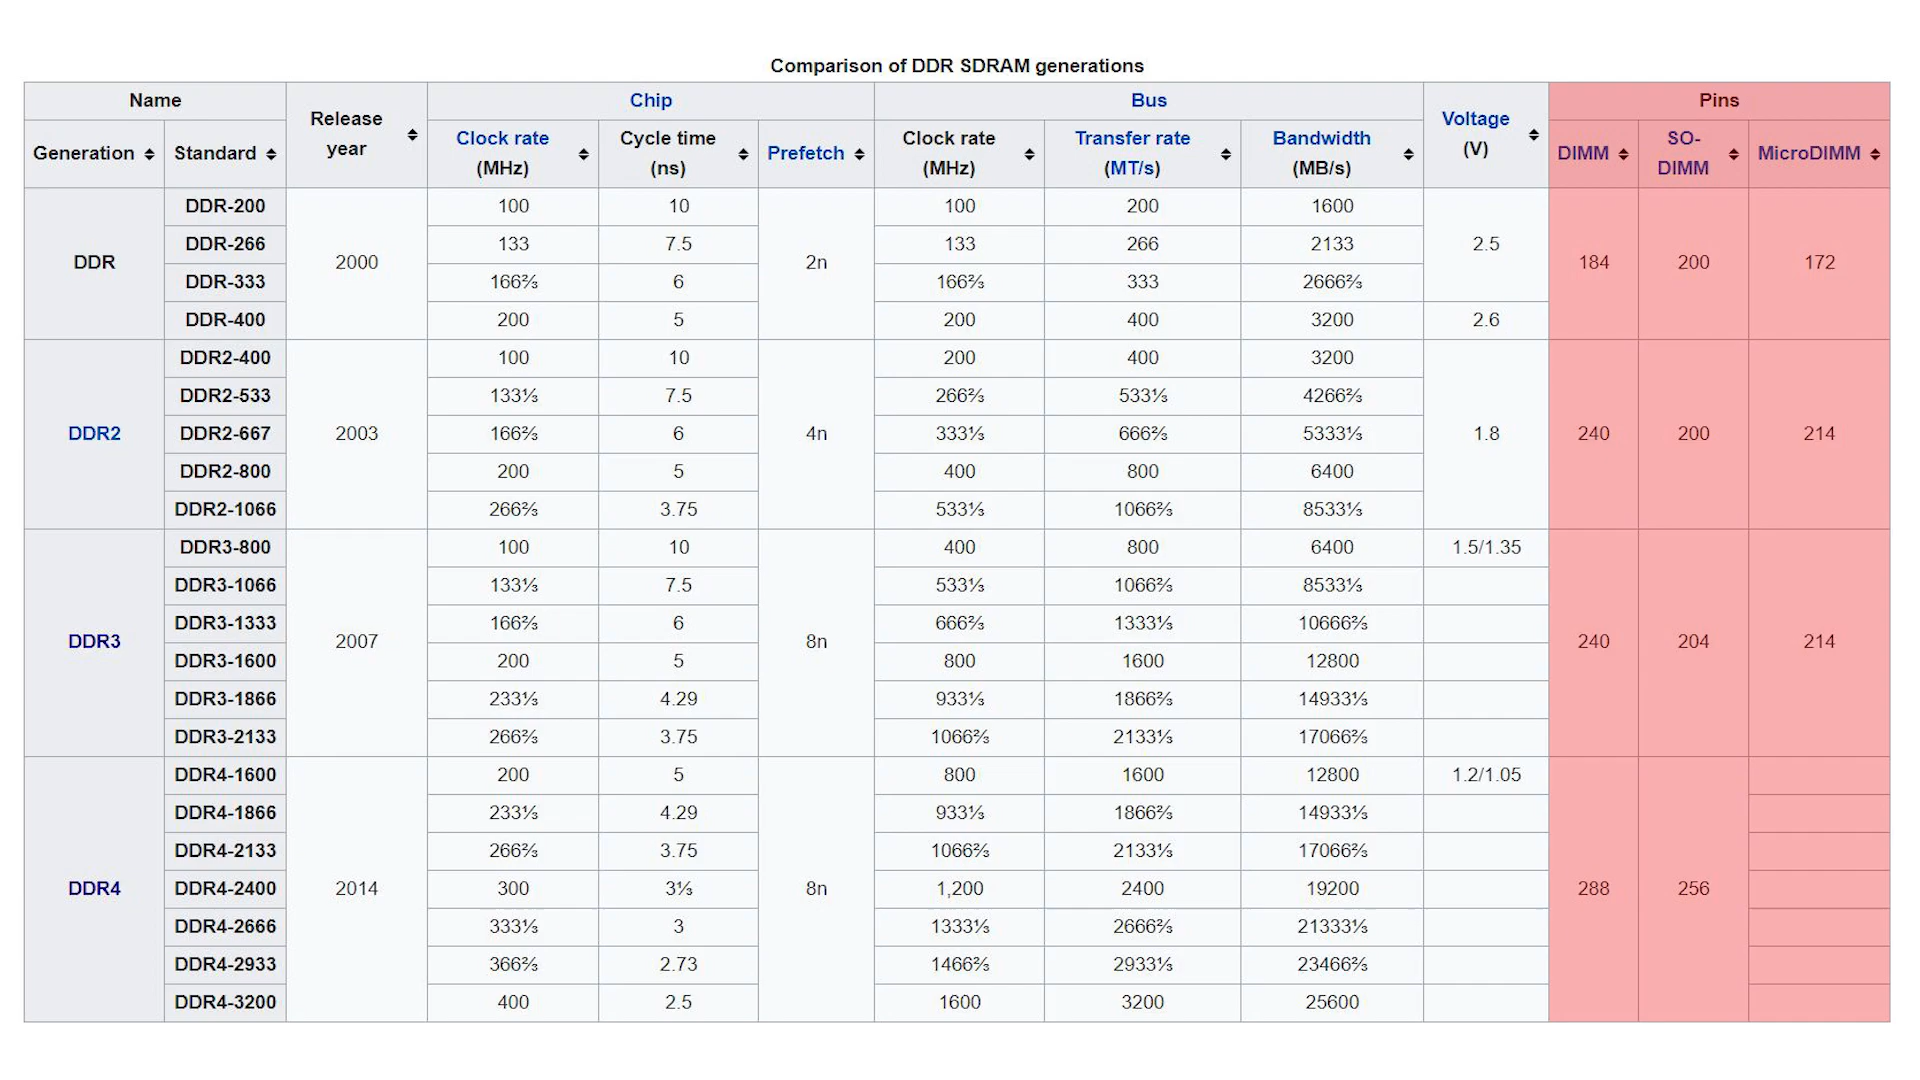 Comparison of DDR SDRAM generations
Name Release year Chip Bus Voltage (V) Pins
Generation Standard Clock rate (MHz) Cycle time (ns) Prefetch Clock rate (MHz) Transfer rate (MT/s) Bandwidth (MB/s) DIMM SO-DIMM MicroDIMM
DDR DDR-200 2000 100 10 2n 100 200 1600 2.5 184 200 172
DDR-266 133 7.5 133 266 2133
DDR-333 166⅔ 6 166⅔ 333 2666⅔
DDR-400 200 5 200 400 3200 2.6
DDR2 DDR2-400 2003 100 10 4n 200 400 3200 1.8 240 200 214
DDR2-533 133⅓ 7.5 266⅔ 533⅓ 4266⅔
DDR2-667 166⅔ 6 333⅓ 666⅔ 5333⅓
DDR2-800 200 5 400 800 6400
DDR2-1066 266⅔ 3.75 533⅓ 1066⅔ 8533⅓
DDR3 DDR3-800 2007 100 10 8n 400 800 6400 1.5/1.35 240 204 214
DDR3-1066 133⅓ 7.5 533⅓ 1066⅔ 8533⅓
DDR3-1333 166⅔ 6 666⅔ 1333⅓ 10666⅔
DDR3-1600 200 5 800 1600 12800
DDR3-1866 233⅓ 4.29 933⅓ 1866⅔ 14933⅓
DDR3-2133 266⅔ 3.75 1066⅔ 2133⅓ 17066⅔
DDR4 DDR4-1600 2014 200 5 8n 800 1600 12800 1.2/1.05 288 256
DDR4-1866 233⅓ 4.29 933⅓ 1866⅔ 14933⅓
DDR4-2133 266⅔ 3.75 1066⅔ 2133⅓ 17066⅔
DDR4-2400 300 3⅓ 1,200 2400 19200
DDR4-2666 333⅓ 3 1333⅓ 2666⅔ 21333⅓
DDR4-2933 366⅔ 2.73 1466⅔ 2933⅓ 23466⅔
DDR4-3200 400 2.5 1600 3200 25600